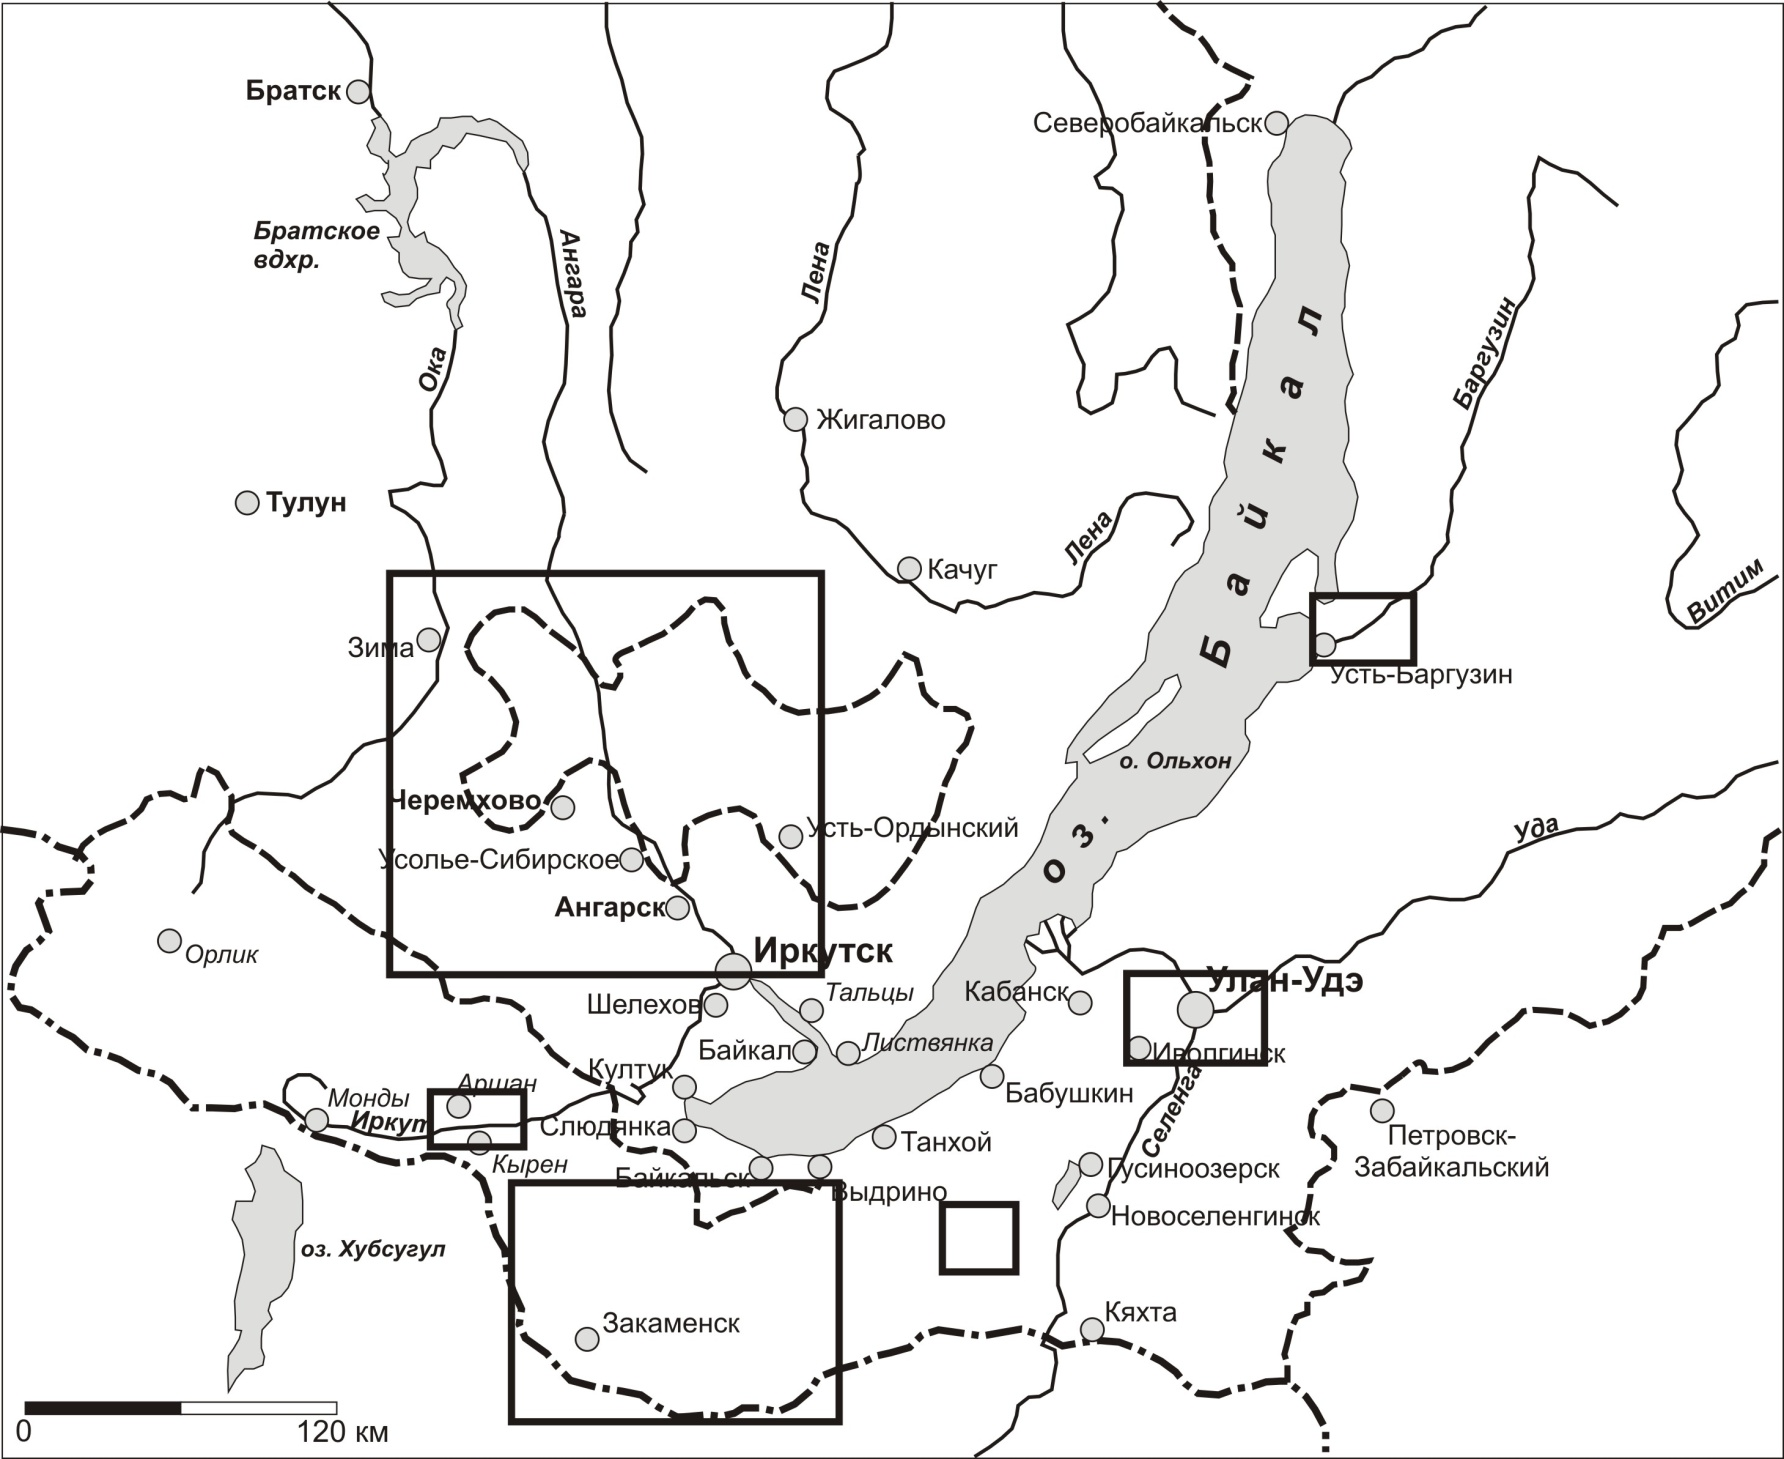 Братск
Северобайкальск
Братское
вдхр.
Ангара
Лена
Ока
Баргузин
Байкал
Жигалово
Тулун
Лена
Качуг
Витим
Зима
Усть-Баргузин
о. Ольхон
оз.
Черемхово
Усть-Ордынский
Уда
Усолье-Сибирское
Ангарск
Иркутск
Орлик
Улан-Удэ
Шелехов
Тальцы
Кабанск
Байкал
Листвянка
Иволгинск
Култук
Бабушкин
Селенга
Монды
Аршан
Иркут
Слюдянка
Танхой
Петровск-
Забайкальский
Кырен
Байкальск
Выдрино
Гусиноозерск
Новоселенгинск
оз. Хубсугул
Закаменск
Кяхта
0
120 км